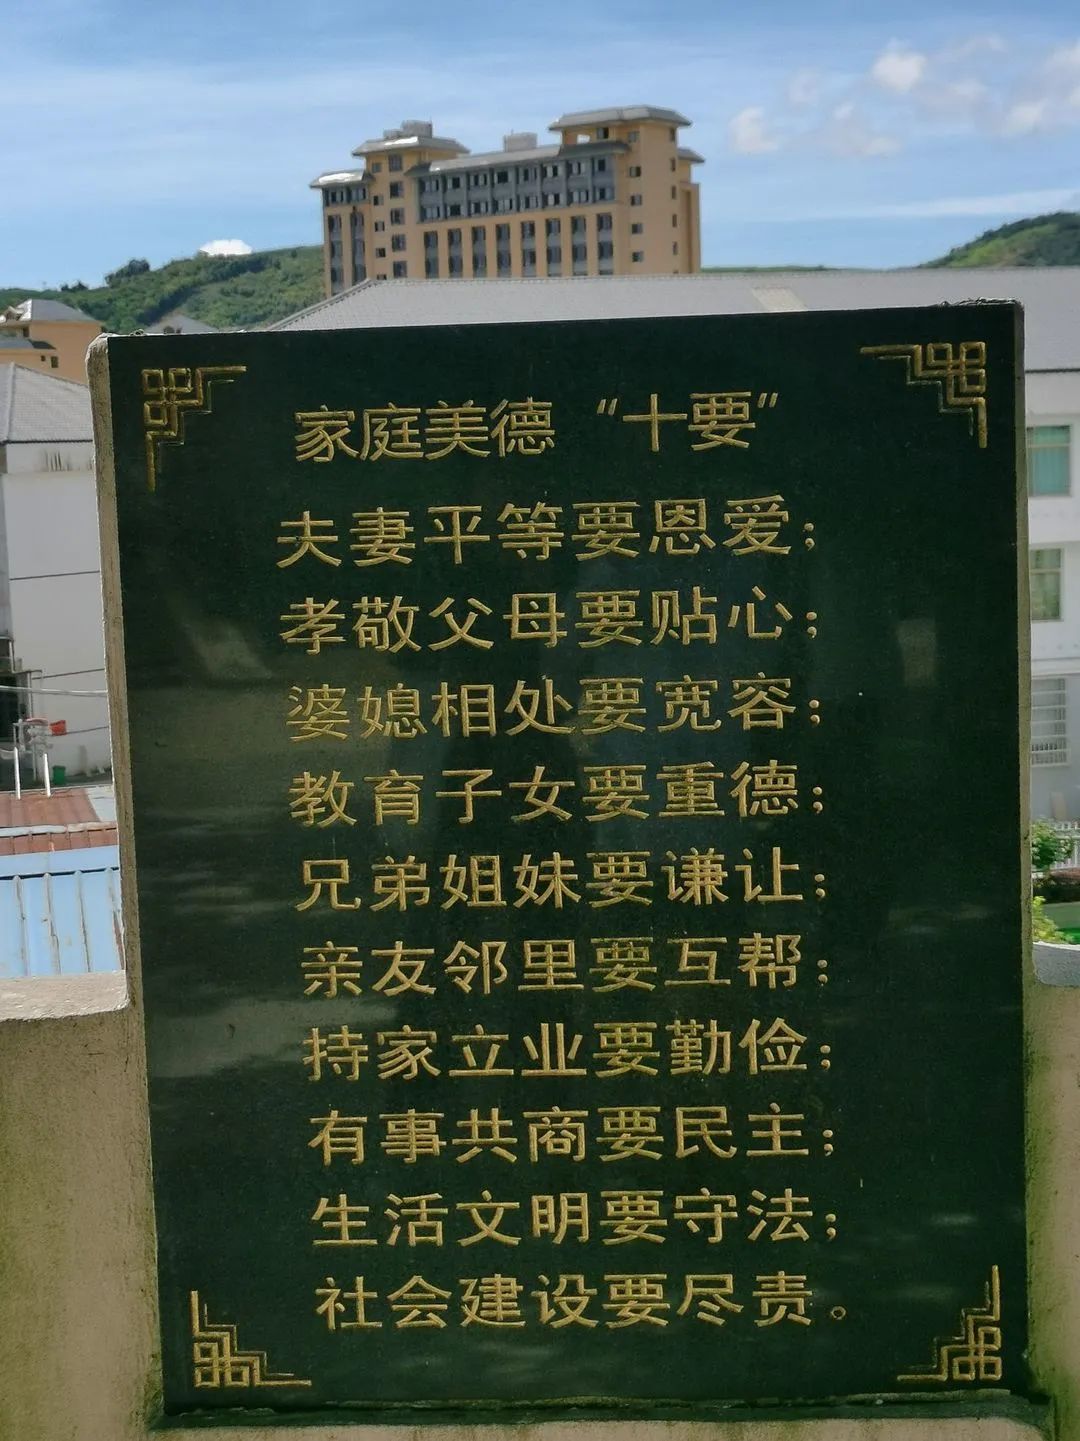 家庭美德“十要”
夫妻平等要恩爱；
孝敬父母要贴心；
婆媳相处要宽容；
教育子女要重德；
兄弟姐妹要谦让；
亲友邻里要互帮；
持家立业要勤俭；
有事共商要民主；
生活文明要守法；
社会建设要尽责。